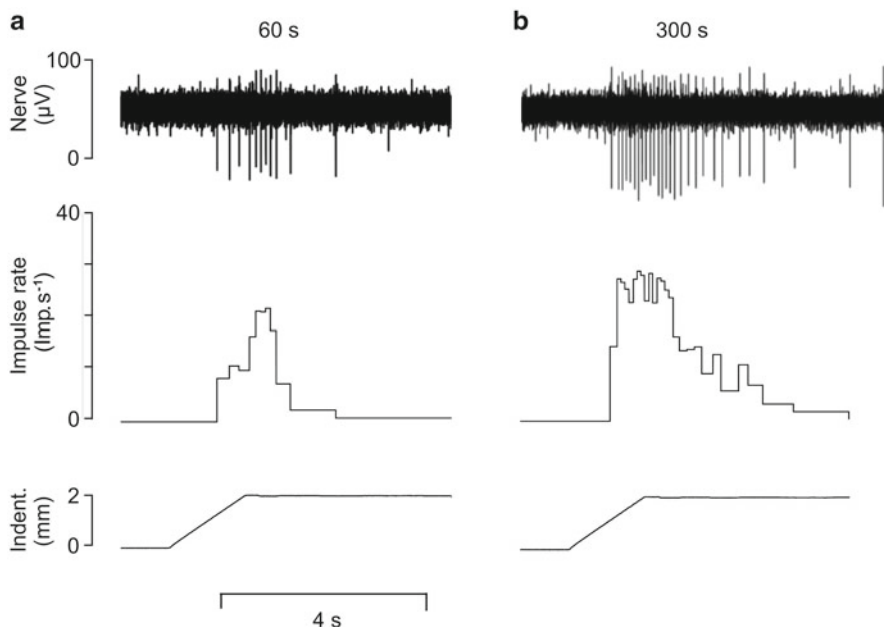 a
60 s
b
300 s
Nerve
(µV)
100
0
Impulse rate
(Imp.s⁻¹)
40
0
Indent.
(mm)
2
0
4 s